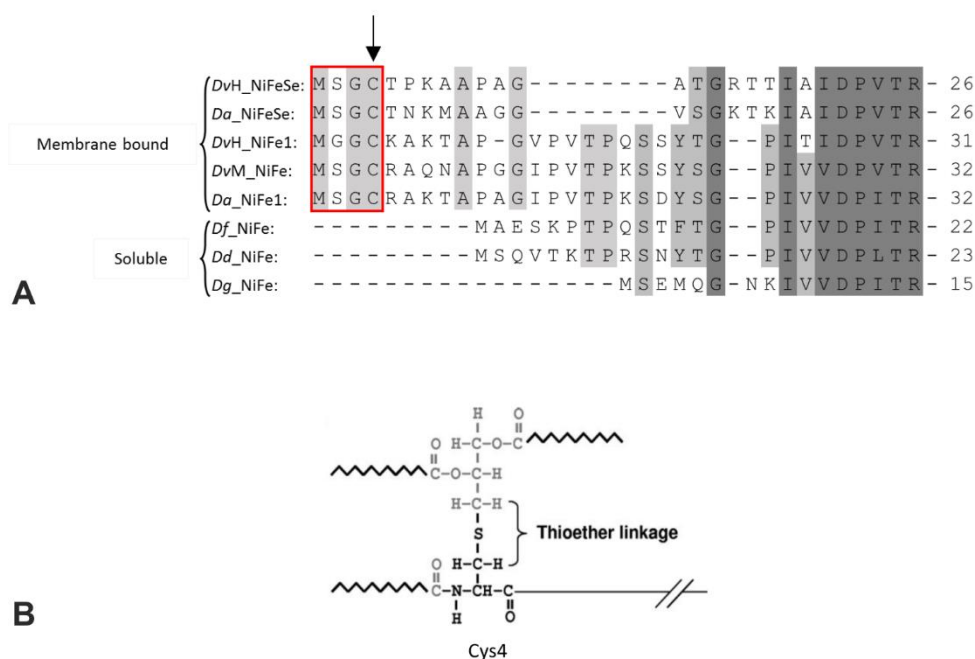 DvH_NiFeSe: M S G C T P K A A P A G - - - - - - - - A T G R T T I A I D P V T R - 26
Da_NiFeSe: M S G C T N K M A A G G - - - - - - - - V S G K T K I A I D P V T R - 26
Membrane bound
DvH_NiFe1: M G G C K A K T A P - G V P V T P Q S S Y T G - - P I T I D P V T R - 31
DvM_NiFe: M S G C R A Q N A P G G I P V T P K S S Y S G - - P I V V D P V T R - 32
Da_NiFe1: M S G C R A K T A P A G I P V T P K S D Y S G - - P I V V D P V T R - 32
Df_NiFe: - - - - - - - - - M A E S K P T P Q S T F T G - - P I V V D P V T R - 22
Soluble
Dd_NiFe: - - - - - - - - - M S Q V T K T P R S N Y T G - - P I V V D P L T R - 23
Dg_NiFe: - - - - - - - - - - - - - - - - - M S E M Q G - N K I V V D P I T R - 15
A
H O
H-C-O-C
O
C-O-C-H
H-C-H
S
Thioether linkage
O H-C-H
C-N-CH-C
H O
B
Cys4